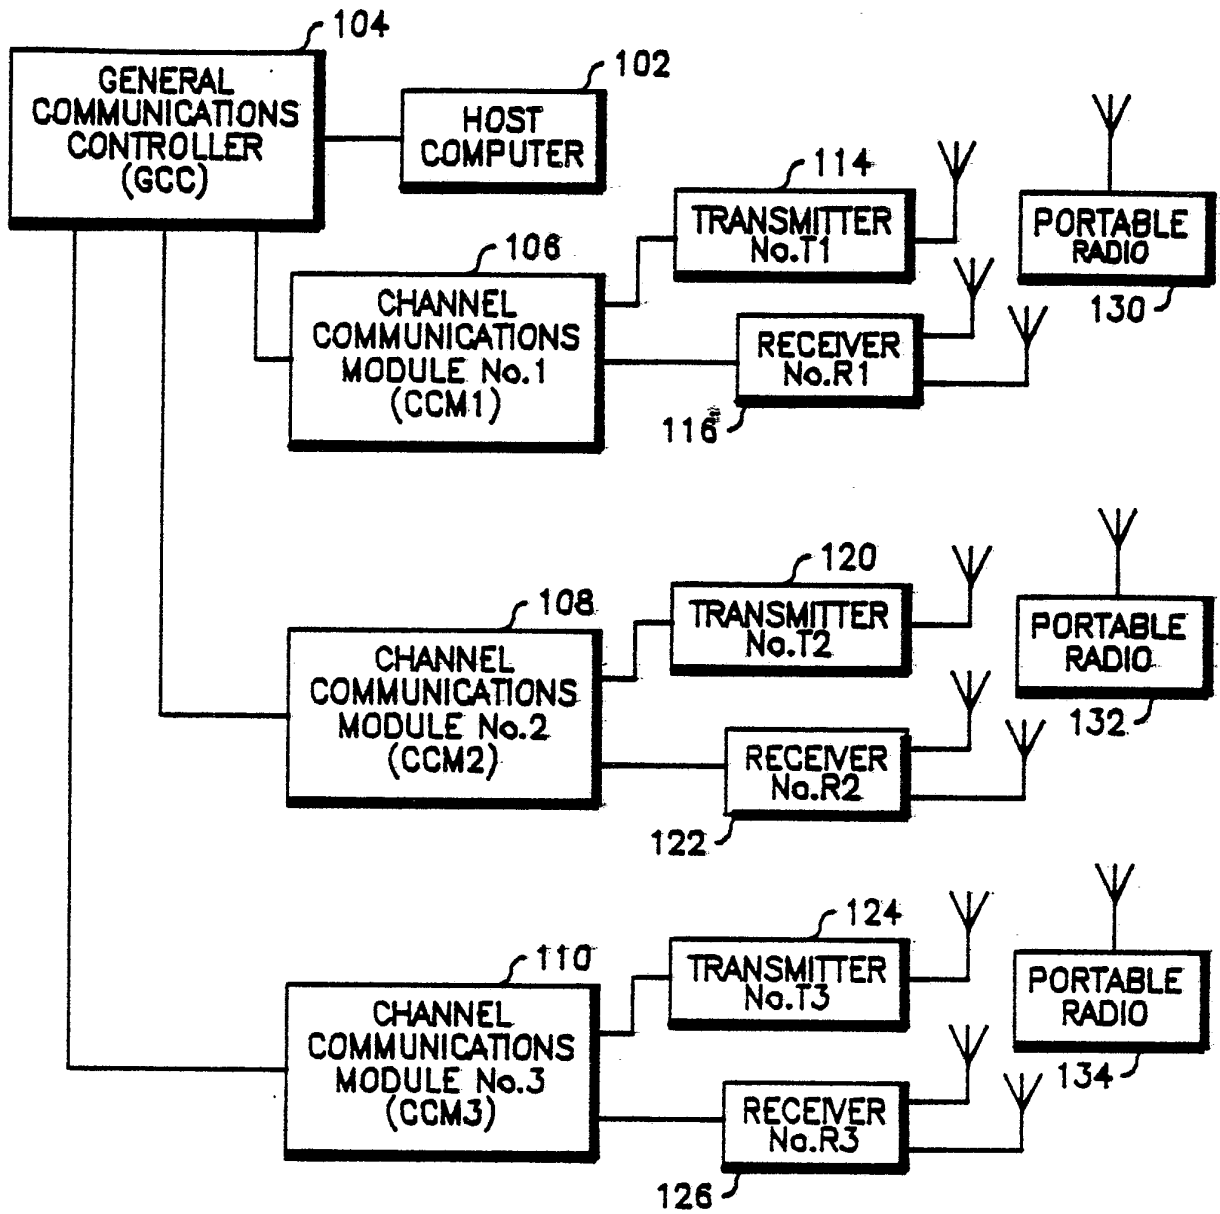 104
GENERAL
COMMUNICATIONS
CONTROLLER
(GCC)
102
HOST
COMPUTER
114
TRANSMITTER
No.T1
PORTABLE
RADIO
130
106
CHANNEL
COMMUNICATIONS
MODULE No.1
(CCM1)
RECEIVER
No.R1
116
120
TRANSMITTER
No.T2
PORTABLE
RADIO
132
108
CHANNEL
COMMUNICATIONS
MODULE No.2
(CCM2)
RECEIVER
No.R2
122
124
TRANSMITTER
No.T3
PORTABLE
RADIO
134
110
CHANNEL
COMMUNICATIONS
MODULE No.3
(CCM3)
RECEIVER
No.R3
126